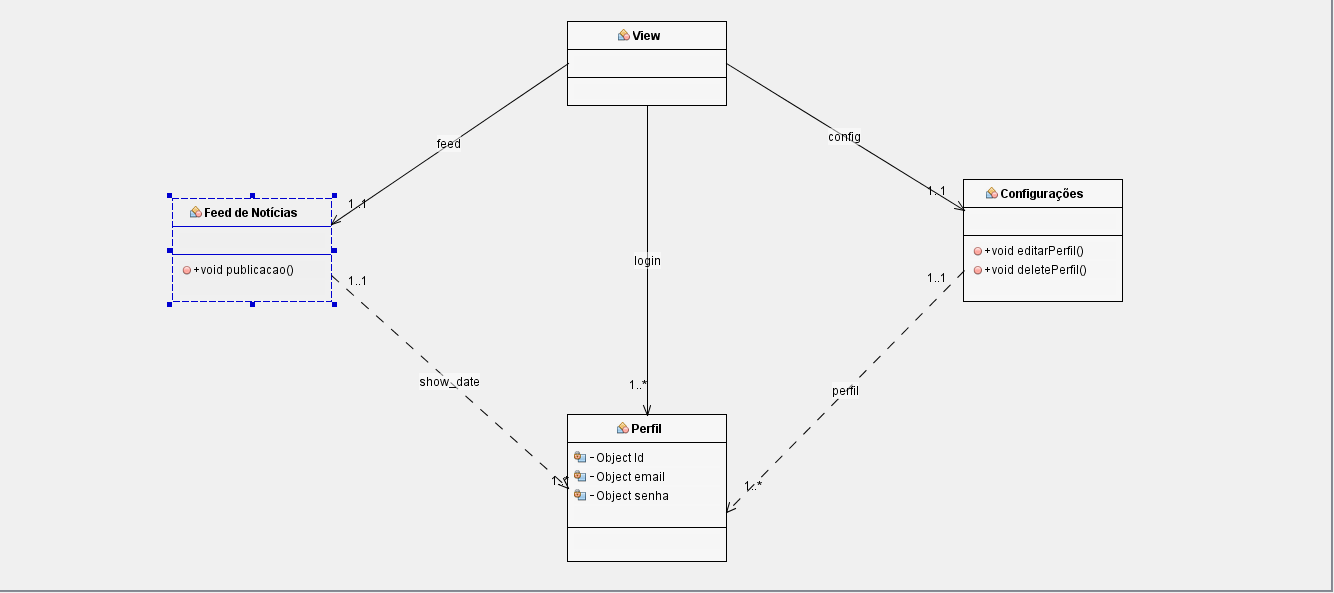 View
feed
config
1..1
1..1
Feed de Notícias
+void publicacao()
Configurações
+void editarPerfil()
+void deletePerfil()
1..1
1..1
login
show_date
perfil
1..*
Perfil
-Object Id
-Object email
-Object senha
1..*
1..*